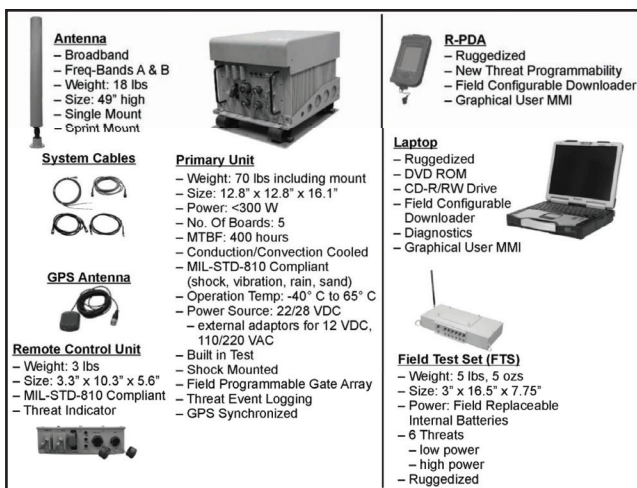 Antenna
– Broadband
– Freq-Bands A & B
– Weight: 18 lbs
– Size: 49" high
– Single Mount
– Sprint Mount
System Cables
GPS Antenna
Remote Control Unit
– Weight: 3 lbs
– Size: 3.3" x 10.3" x 5.6"
– MIL-STD-810 Compliant
– Threat Indicator
Primary Unit
– Weight: 70 lbs including mount
– Size: 12.8" x 12.8" x 16.1"
– Power: <300 W
– No. Of Boards: 5
– MTBF: 400 hours
– Conduction/Convection Cooled
– MIL-STD-810 Compliant
(shock, vibration, rain, sand)
– Operation Temp: -40° C to 65° C
– Power Source: 22/28 VDC
– external adaptors for 12 VDC,
110/220 VAC
– Built in Test
– Shock Mounted
– Field Programmable Gate Array
– Threat Event Logging
– GPS Synchronized
R-PDA
– Ruggedized
– New Threat Programmability
– Field Configurable Downloader
– Graphical User MMI
Laptop
– Ruggedized
– DVD ROM
– CD-R/RW Drive
– Field Configurable
Downloader
– Diagnostics
– Graphical User MMI
Field Test Set (FTS)
– Weight: 5 lbs, 5 ozs
– Size: 3" x 16.5" x 7.75"
– Power: Field Replaceable
Internal Batteries
– 6 Threats
– low power
– high power
– Ruggedized